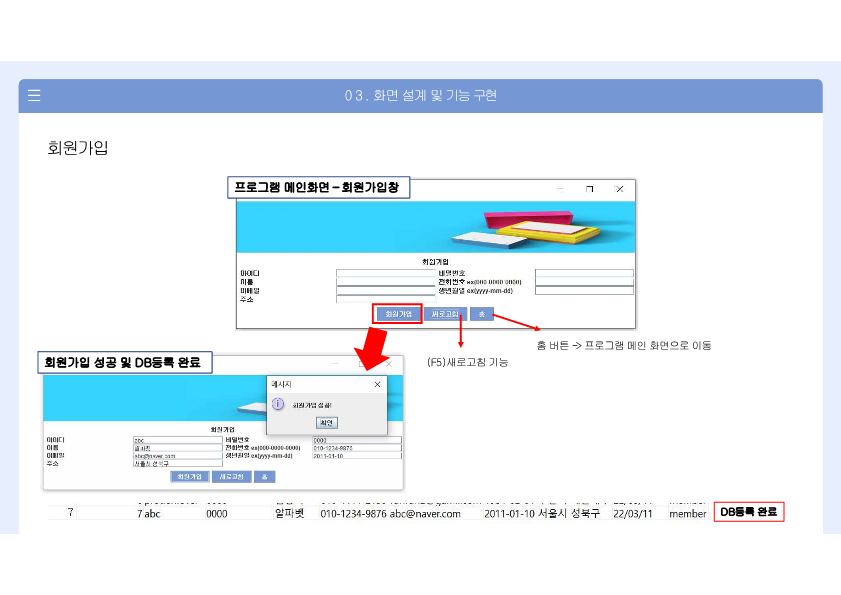 03. 화면 설계 및 기능 구현
회원가입
프로그램 메인화면 – 회원가입창
회원가입
아이디
비밀번호
이름
전화번호 ex(000-0000-0000)
이메일
생년월일 ex(yyyy-mm-dd)
주소
회원가입 새로고침 홈
홈 버튼 -> 프로그램 메인 화면으로 이동
(F5)새로고침 기능
회원가입 성공 및 DB등록 완료
메시지
회원가입 성공!
확인
회원가입
아이디 abc 비밀번호 0000
이름 알파벳 전화번호 ex(000-0000-0000) 010-1234-9876
이메일 abc@naver.com 생년월일 ex(yyyy-mm-dd) 2011-01-10
주소 서울시 성북구
회원가입 새로고침 홈
7 7 abc 0000 알파벳 010-1234-9876 abc@naver.com 2011-01-10 서울시 성북구 22/03/11 member
DB등록 완료